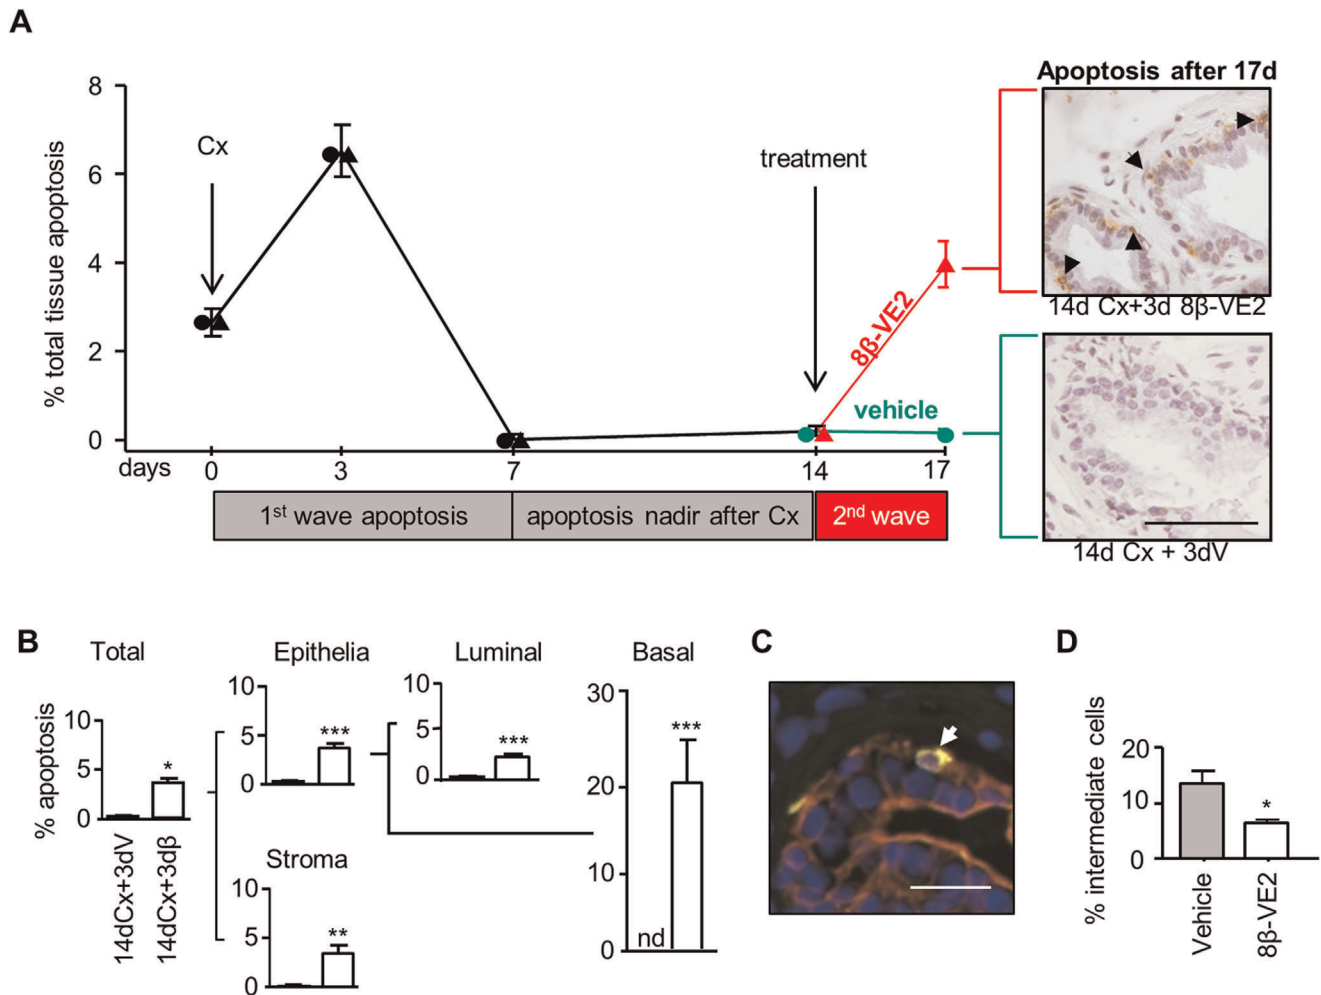 A
Apoptosis after 17d
8
6
4
2
0
% total tissue apoptosis
Cx
treatment
8β-VE2
vehicle
14d Cx+3d 8β-VE2
14d Cx + 3dV
days 0 3 7 14 17
1st wave apoptosis apoptosis nadir after Cx 2nd wave
B
Total
Epithelia
Luminal
Basal
% apoptosis
10
5
0
*
14dCx+3dV
14dCx+3dβ
10
5
0
***
Stroma
10
5
0
**
10
5
0
***
30
20
10
0
***
nd
C
D
% intermediate cells
20
10
0
*
Vehicle
8β-VE2